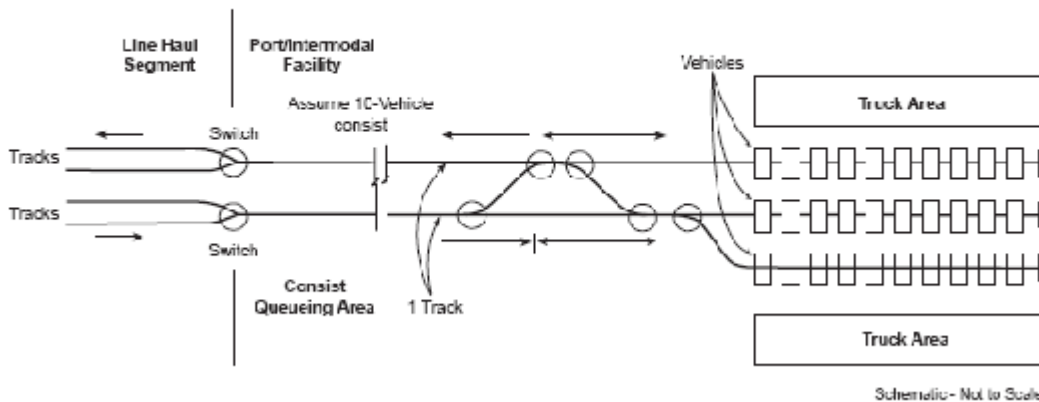 Line Haul
Segment
Port/Intermodal
Facility
Vehicles
Truck Area
Assume 10-Vehicle
consist
Switch
Tracks
Tracks
Switch
Consist
Queueing Area
1 Track
Truck Area
Schematic - Not to Scale